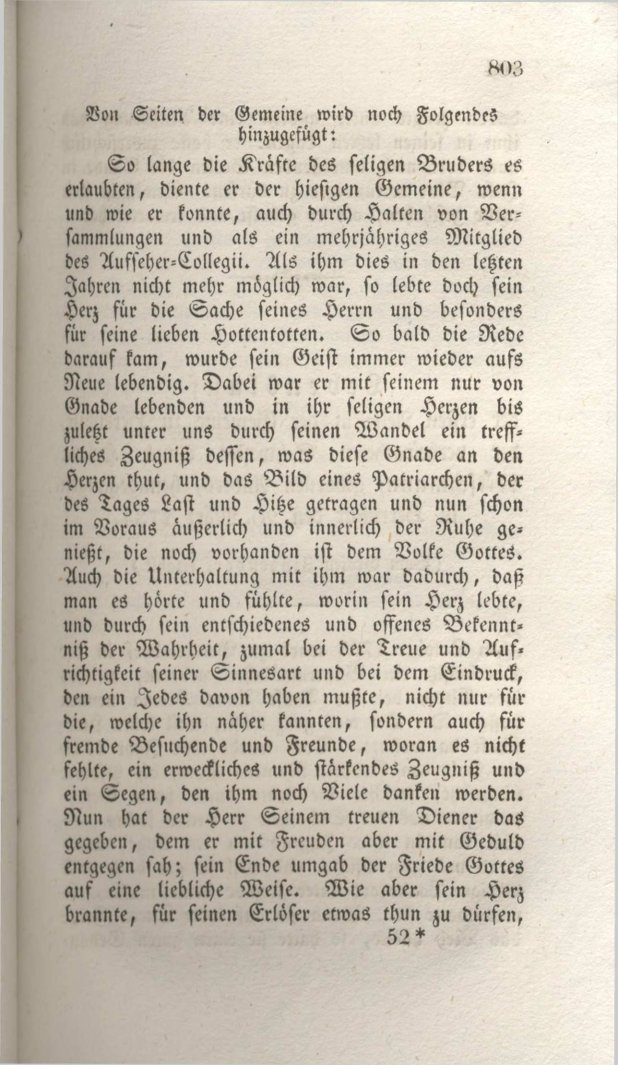 803
Von Seiten der Gemeine wird noch Folgendes
hinzugefügt:
So lange die Kräfte des seligen Bruders es
erlaubten, diente er der hiesigen Gemeine, wenn
und wie er konnte, auch durch Halten von Ver-
sammlungen und als ein mehrjähriges Mitglied
des Aufseher-Collegii. Als ihm dies in den letzten
Jahren nicht mehr möglich war, so lebte doch sein
Herz für die Sache seines Herrn und besonders
für seine lieben Hottentotten. So bald die Rede
darauf kam, wurde sein Geist immer wieder aufs
Neue lebendig. Dabei war er mit seinem nur von
Gnade lebenden und in ihr seligen Herzen bis
zuletzt unter uns durch seinen Wandel ein treff-
liches Zeugniß dessen, was diese Gnade an den
Herzen thut, und das Bild eines Patriarchen, der
des Tages Last und Hitze getragen und nun schon
im Voraus äußerlich und innerlich der Ruhe ge-
nießt, die noch vorhanden ist dem Volke Gottes.
Auch die Unterhaltung mit ihm war dadurch, daß
man es hörte und fühlte, worin sein Herz lebte,
und durch sein entschiedenes und offenes Bekennt-
niß der Wahrheit, zumal bei der Treue und Auf-
richtigkeit seiner Sinnesart und bei dem Eindruck,
den ein Jedes davon haben mußte, nicht nur für
die, welche ihn näher kannten, sondern auch für
fremde Besuchende und Freunde, woran es nicht
fehlte, ein erweckliches und stärkendes Zeugniß und
ein Segen, den ihm noch Viele danken werden.
Nun hat der Herr Seinem treuen Diener das
gegeben, dem er mit Freuden aber mit Geduld
entgegen sah; sein Ende umgab der Friede Gottes
auf eine liebliche Weise. Wie aber sein Herz
brannte, für seinen Erlöser etwas thun zu dürfen,
52*